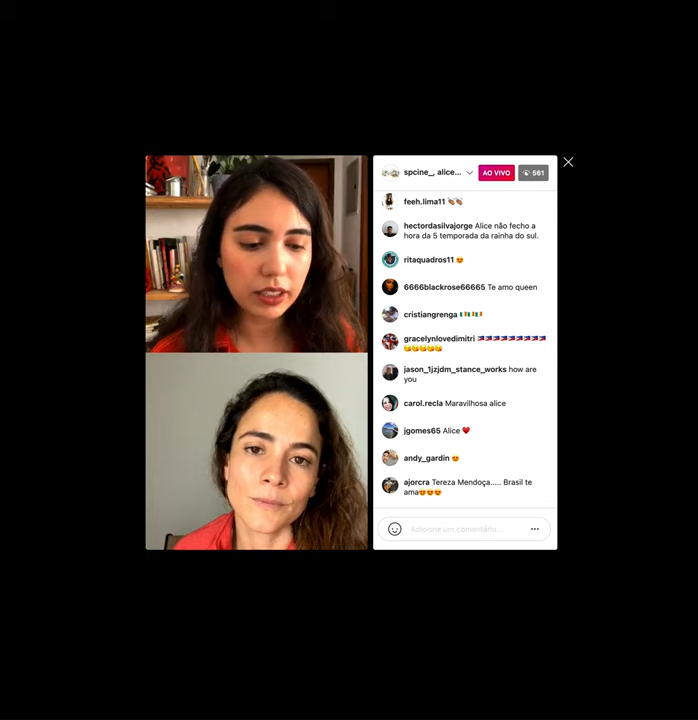 spcine_, alice...
AO VIVO
561
feeh.lima11
hectordasilvajorge Alice não fecho a
hora da 5 temporada da rainha do sul.
ritaquadros11
6666blackrose66665 Te amo queen
cristiangrenga
gracelynlovedimitri
jason_1jzjdm_stance_works how are
you
carol.recla Maravilhosa alice
jgomes65 Alice
andy_gardin
ajorcra Tereza Mendoça..... Brasil te
ama
Adicione um comentário...